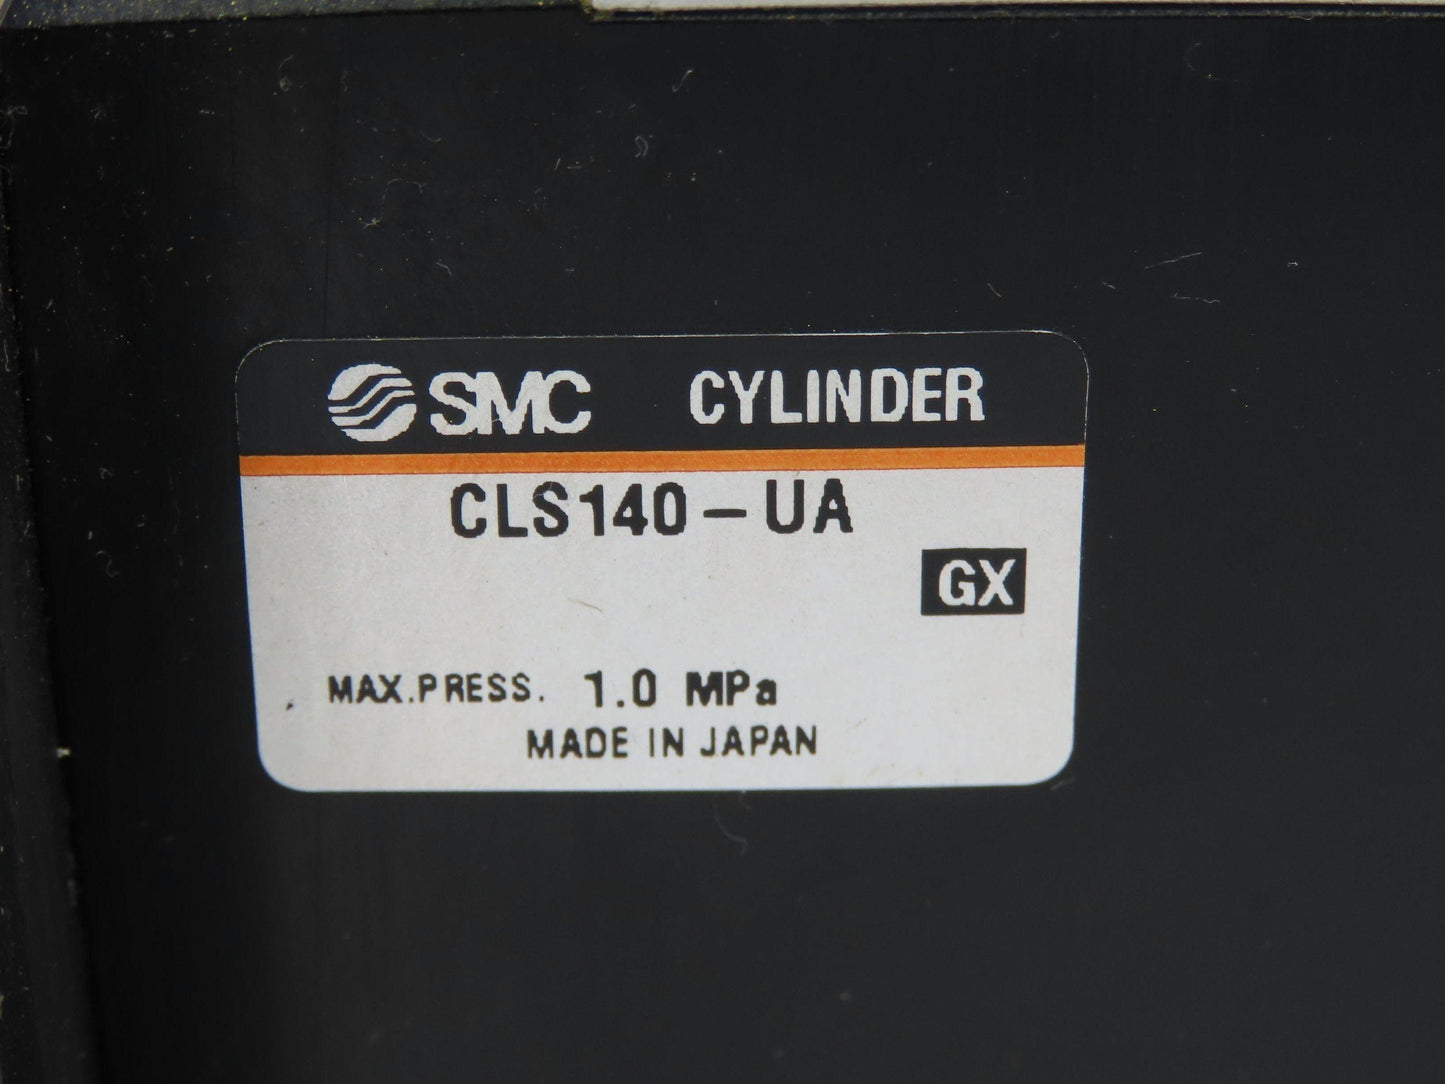 SMC CYLINDER
CLS140-UA
GX
MAX.PRESS. 1.0 MPa
MADE IN JAPAN